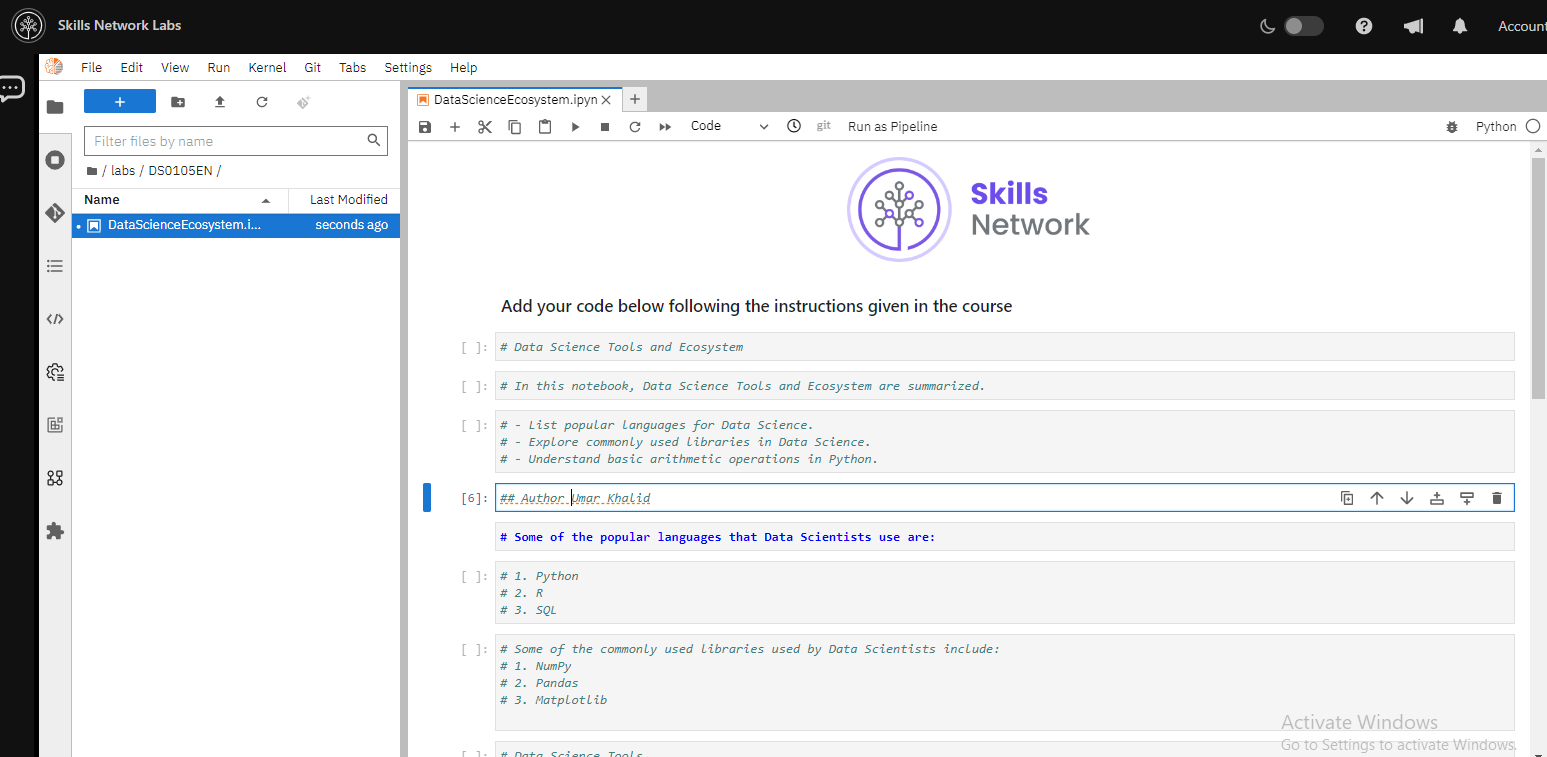 Skills Network Labs
Account
File Edit View Run Kernel Git Tabs Settings Help
DataScienceEcosystem.ipyn
Code
git
Run as Pipeline
Python
Filter files by name
/ labs / DS0105EN /
Name
Last Modified
DataScienceEcosystem.i...
seconds ago
Skills
Network
Add your code below following the instructions given in the course
[ ]: # Data Science Tools and Ecosystem
[ ]: # In this notebook, Data Science Tools and Ecosystem are summarized.
[ ]: # - List popular languages for Data Science.
# - Explore commonly used libraries in Data Science.
# - Understand basic arithmetic operations in Python.
[6]: ## Author Umar Khalid
# Some of the popular languages that Data Scientists use are:
[ ]: # 1. Python
# 2. R
# 3. SQL
[ ]: # Some of the commonly used libraries used by Data Scientists include:
# 1. NumPy
# 2. Pandas
# 3. Matplotlib
[ ]: # Data Science Tools
Activate Windows
Go to Settings to activate Windows.